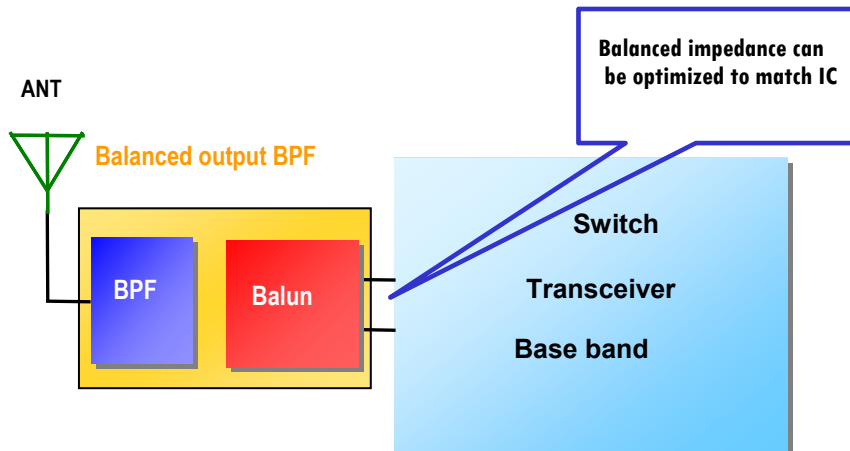 Balanced impedance can
be optimized to match IC
ANT
Balanced output BPF
Switch
BPF
Balun
Transceiver
Base band